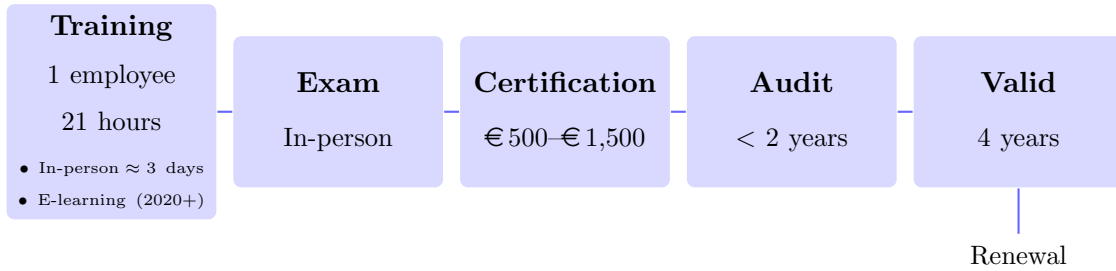 Training
1 employee
21 hours
• In-person ≈ 3 days
• E-learning (2020+)
Exam
In-person
Certification
€500–€1,500
Audit
< 2 years
Valid
4 years
Renewal